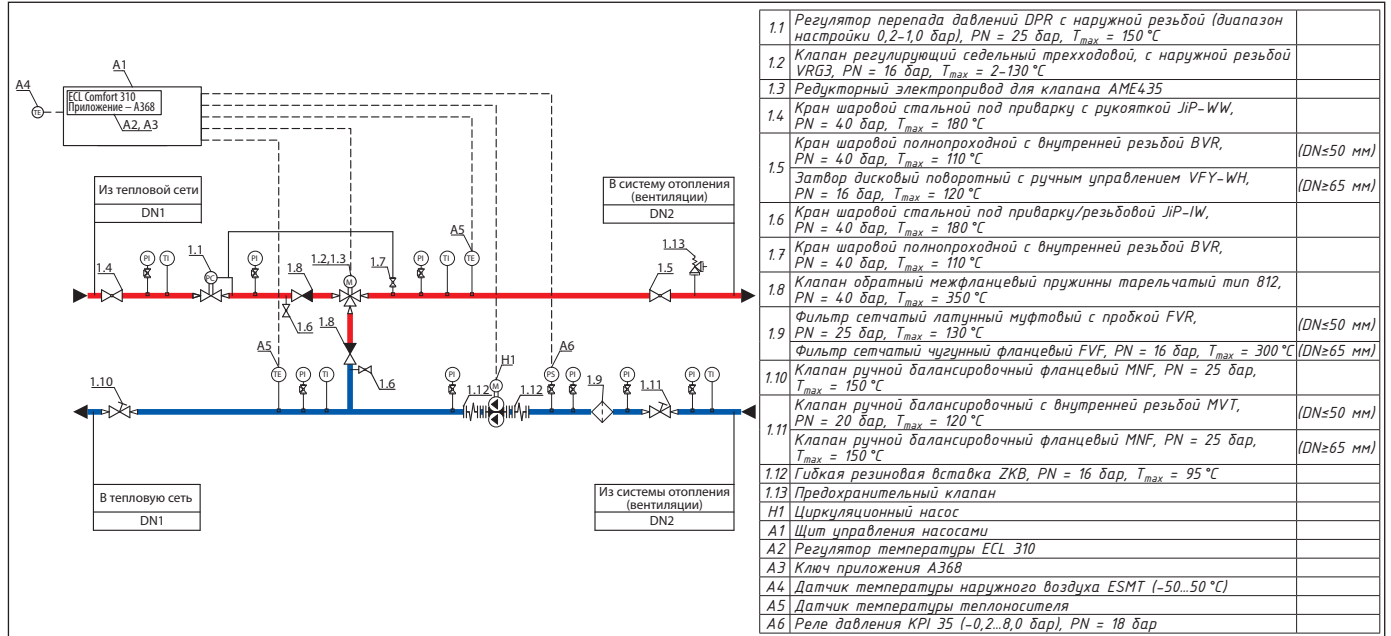 A1
A4
TE
ECL Comfort 310
Приложение – А368
A2, A3
Из тепловой сети
DN1
В систему отопления
(вентиляции)
DN2
1.1
A5
1.13
PI
TI
PC
PI
1.2,1.3
M
1.7
PI
TI
TE
1.4
1.8
1.5
1.6
1.8
A5
H1
A6
TE
PI
TI
1.6
PI
M
PS
PI
PI
PI
TI
1.10
1.12
1.12
1.9
1.11
В тепловую сеть
DN1
Из системы отопления
(вентиляции)
DN2
1.1 Регулятор перепада давлений DPR с наружной резьбой (диапазон
настройки 0,2-1,0 бар), PN = 25 бар, Tmax = 150 °C
1.2 Клапан регулирующий седельный трехходовой, с наружной резьбой
VRG3, PN = 16 бар, Tmax = 2-130 °C
1.3 Редукторный электропривод для клапана AME435
1.4 Кран шаровой стальной под приварку с рукояткой JiP-WW,
PN = 40 бар, Tmax = 180 °C
1.5 Кран шаровой полнопроходной с внутренней резьбой BVR,
PN = 40 бар, Tmax = 110 °C (DN≤50 мм)
Затвор дисковый поворотный с ручным управлением VFY-WH,
PN = 16 бар, Tmax = 120 °C (DN≥65 мм)
1.6 Кран шаровой стальной под приварку/резьбовой JiP-IW,
PN = 40 бар, Tmax = 180 °C
1.7 Кран шаровой полнопроходной с внутренней резьбой BVR,
PN = 40 бар, Tmax = 110 °C
1.8 Клапан обратный межфланцевый пружинны тарельчатый тип 812,
PN = 40 бар, Tmax = 350 °C
1.9 Фильтр сетчатый латунный муфтовый с пробкой FVR,
PN = 25 бар, Tmax = 130 °C (DN≤50 мм)
Фильтр сетчатый чугунный фланцевый FVF, PN = 16 бар, Tmax = 300 °C (DN≥65 мм)
1.10 Клапан ручной балансировочный фланцевый MNF, PN = 25 бар,
Tmax = 150 °C
1.11 Клапан ручной балансировочный с внутренней резьбой MVT,
PN = 20 бар, Tmax = 120 °C (DN≤50 мм)
Клапан ручной балансировочный фланцевый MNF, PN = 25 бар,
Tmax = 150 °C (DN≥65 мм)
1.12 Гибкая резиновая вставка ZKB, PN = 16 бар, Tmax = 95 °C
1.13 Предохранительный клапан
H1 Циркуляционный насос
A1 Щит управления насосами
A2 Регулятор температуры ECL 310
A3 Ключ приложения A368
A4 Датчик температуры наружного воздуха ESMT (-50...50 °C)
A5 Датчик температуры теплоносителя
A6 Реле давления KPI 35 (-0,2...8,0 бар), PN = 18 бар